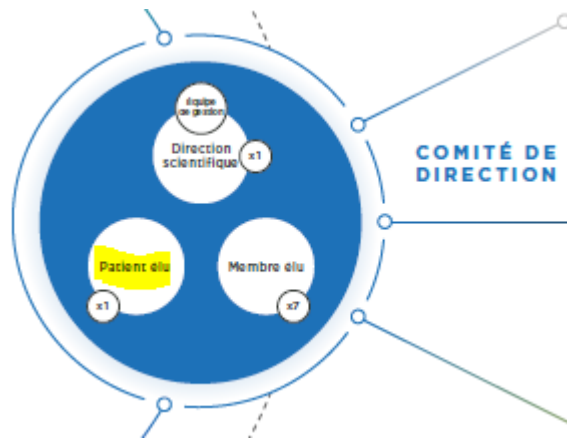 Équipe
de gestion
Direction
scientifique
x1
COMITÉ DE
DIRECTION
Patient élu
x1
Membre élu
x7